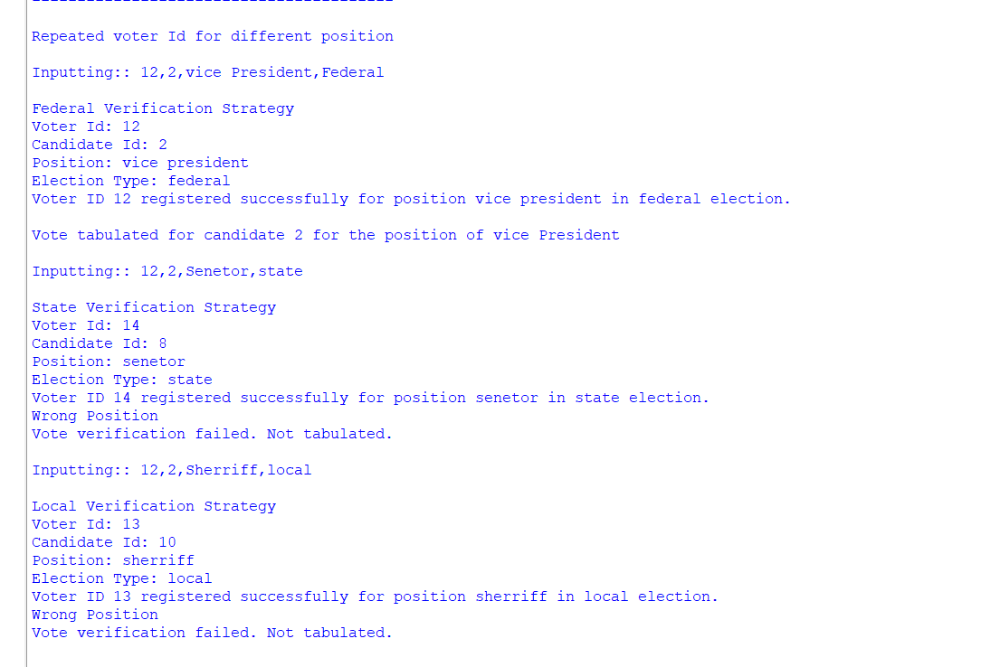 Repeated voter Id for different position
Inputting:: 12,2,vice President,Federal
Federal Verification Strategy
Voter Id: 12
Candidate Id: 2
Position: vice president
Election Type: federal
Voter ID 12 registered successfully for position vice president in federal election.
Vote tabulated for candidate 2 for the position of vice President
Inputting:: 12,2,Senetor,state
State Verification Strategy
Voter Id: 14
Candidate Id: 8
Position: senetor
Election Type: state
Voter ID 14 registered successfully for position senetor in state election.
Wrong Position
Vote verification failed. Not tabulated.
Inputting:: 12,2,Sherriff,local
Local Verification Strategy
Voter Id: 13
Candidate Id: 10
Position: sherriff
Election Type: local
Voter ID 13 registered successfully for position sherriff in local election.
Wrong Position
Vote verification failed. Not tabulated.